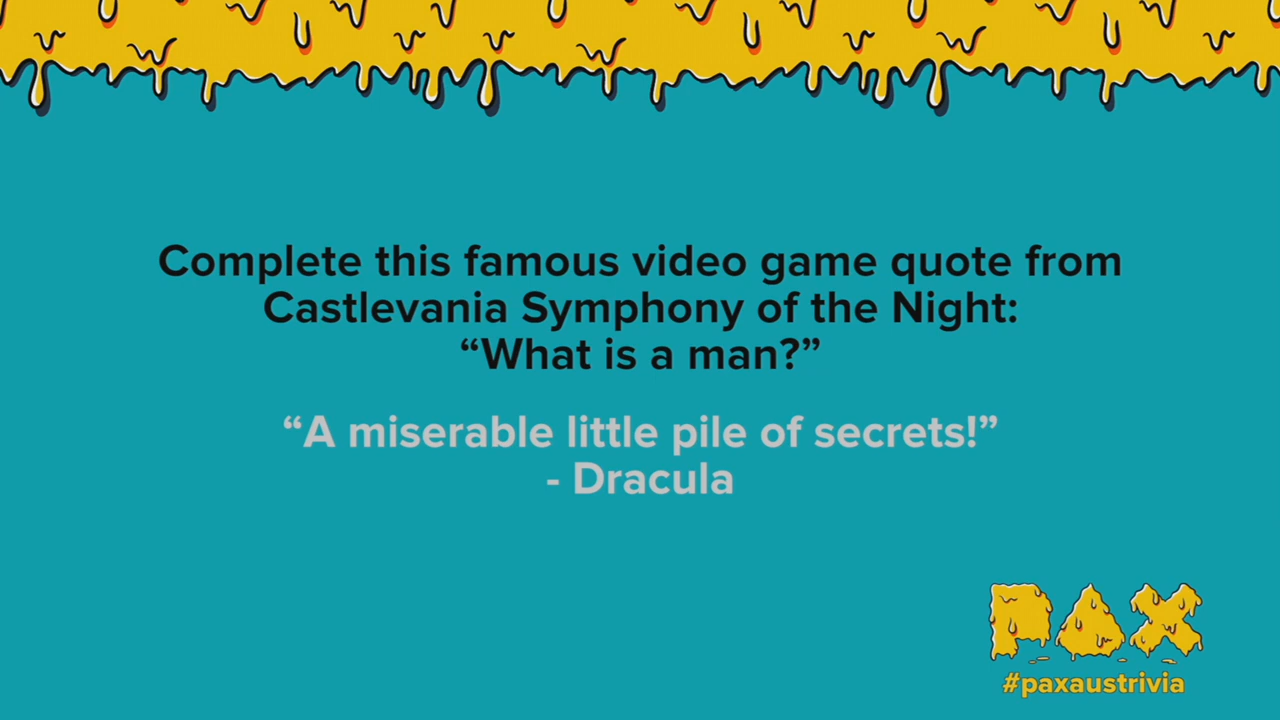 Complete this famous video game quote from
Castlevania Symphony of the Night:
“What is a man?”
“A miserable little pile of secrets!”
- Dracula
PAX
#paxaustrivia